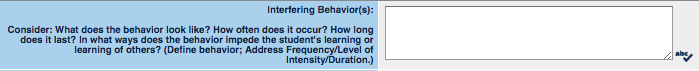 Interfering Behavior(s):
Consider: What does the behavior look like? How often does it occur? How long
does it last? In what ways does the behavior impede the student's learning or
learning of others? (Define behavior; Address Frequency/Level of
Intensity/Duration.)
abc